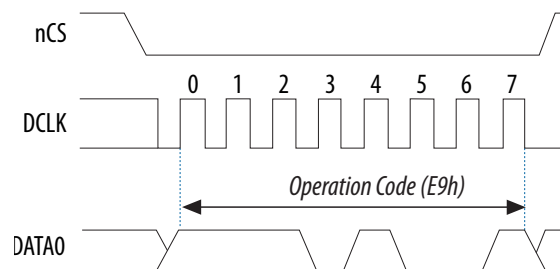 nCS
0 1 2 3 4 5 6 7
DCLK
Operation Code (E9h)
DATA0